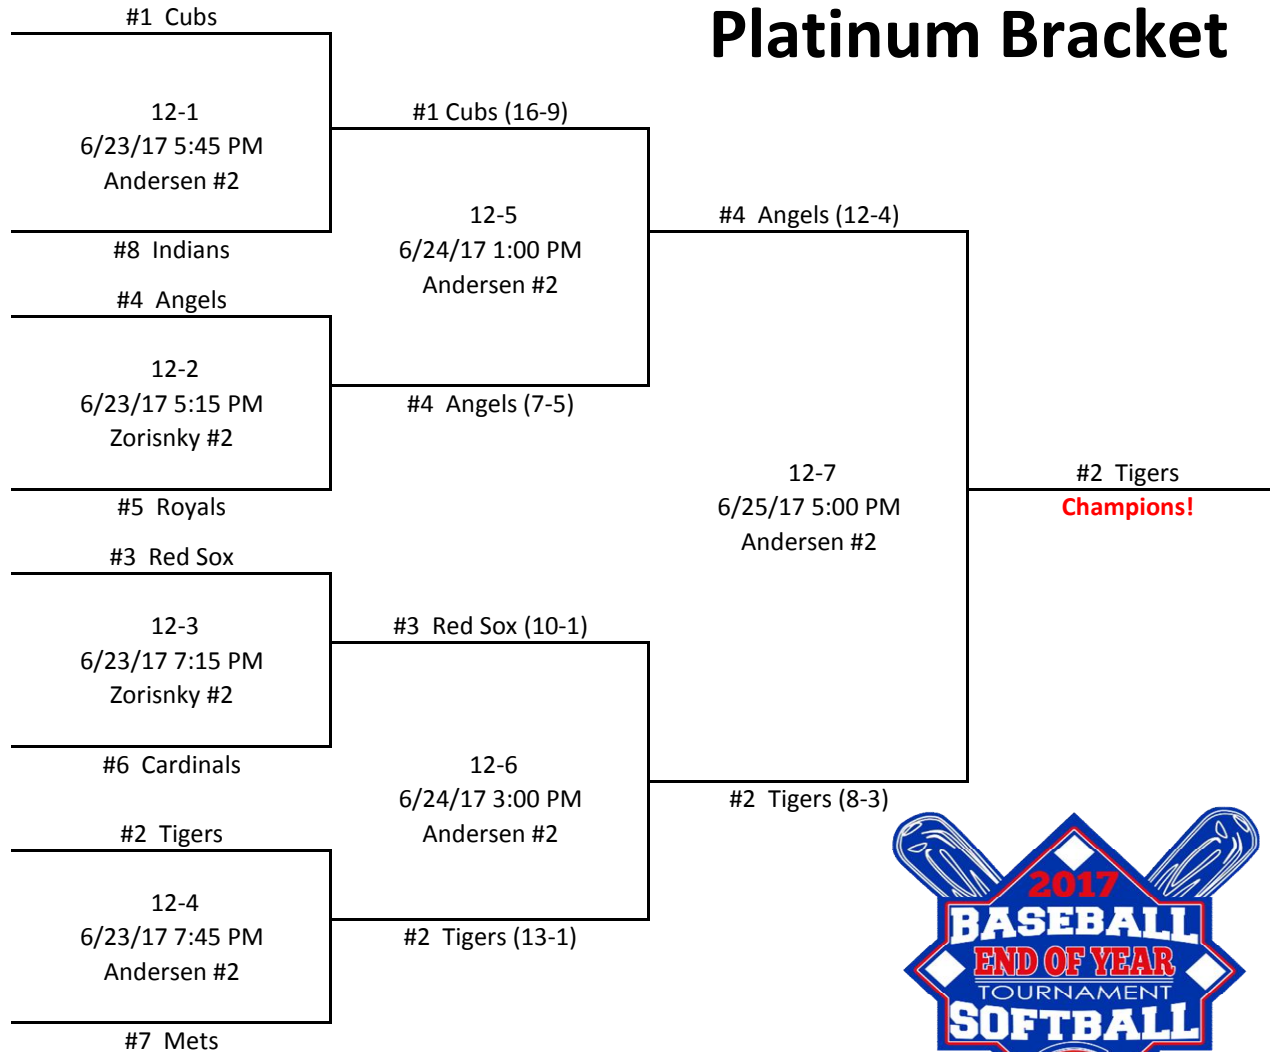 Platinum Bracket
#1 Cubs
12-1
6/23/17 5:45 PM
Andersen #2
#8 Indians
#4 Angels
12-2
6/23/17 5:15 PM
Zorisnky #2
#5 Royals
#3 Red Sox
12-3
6/23/17 7:15 PM
Zorisnky #2
#6 Cardinals
#2 Tigers
12-4
6/23/17 7:45 PM
Andersen #2
#7 Mets
#1 Cubs (16-9)
12-5
6/24/17 1:00 PM
Andersen #2
#4 Angels (7-5)
#3 Red Sox (10-1)
12-6
6/24/17 3:00 PM
Andersen #2
#2 Tigers (13-1)
#4 Angels (12-4)
12-7
6/25/17 5:00 PM
Andersen #2
#2 Tigers (8-3)
#2 Tigers
Champions!
2017
BASEBALL
END OF YEAR
TOURNAMENT
SOFTBALL